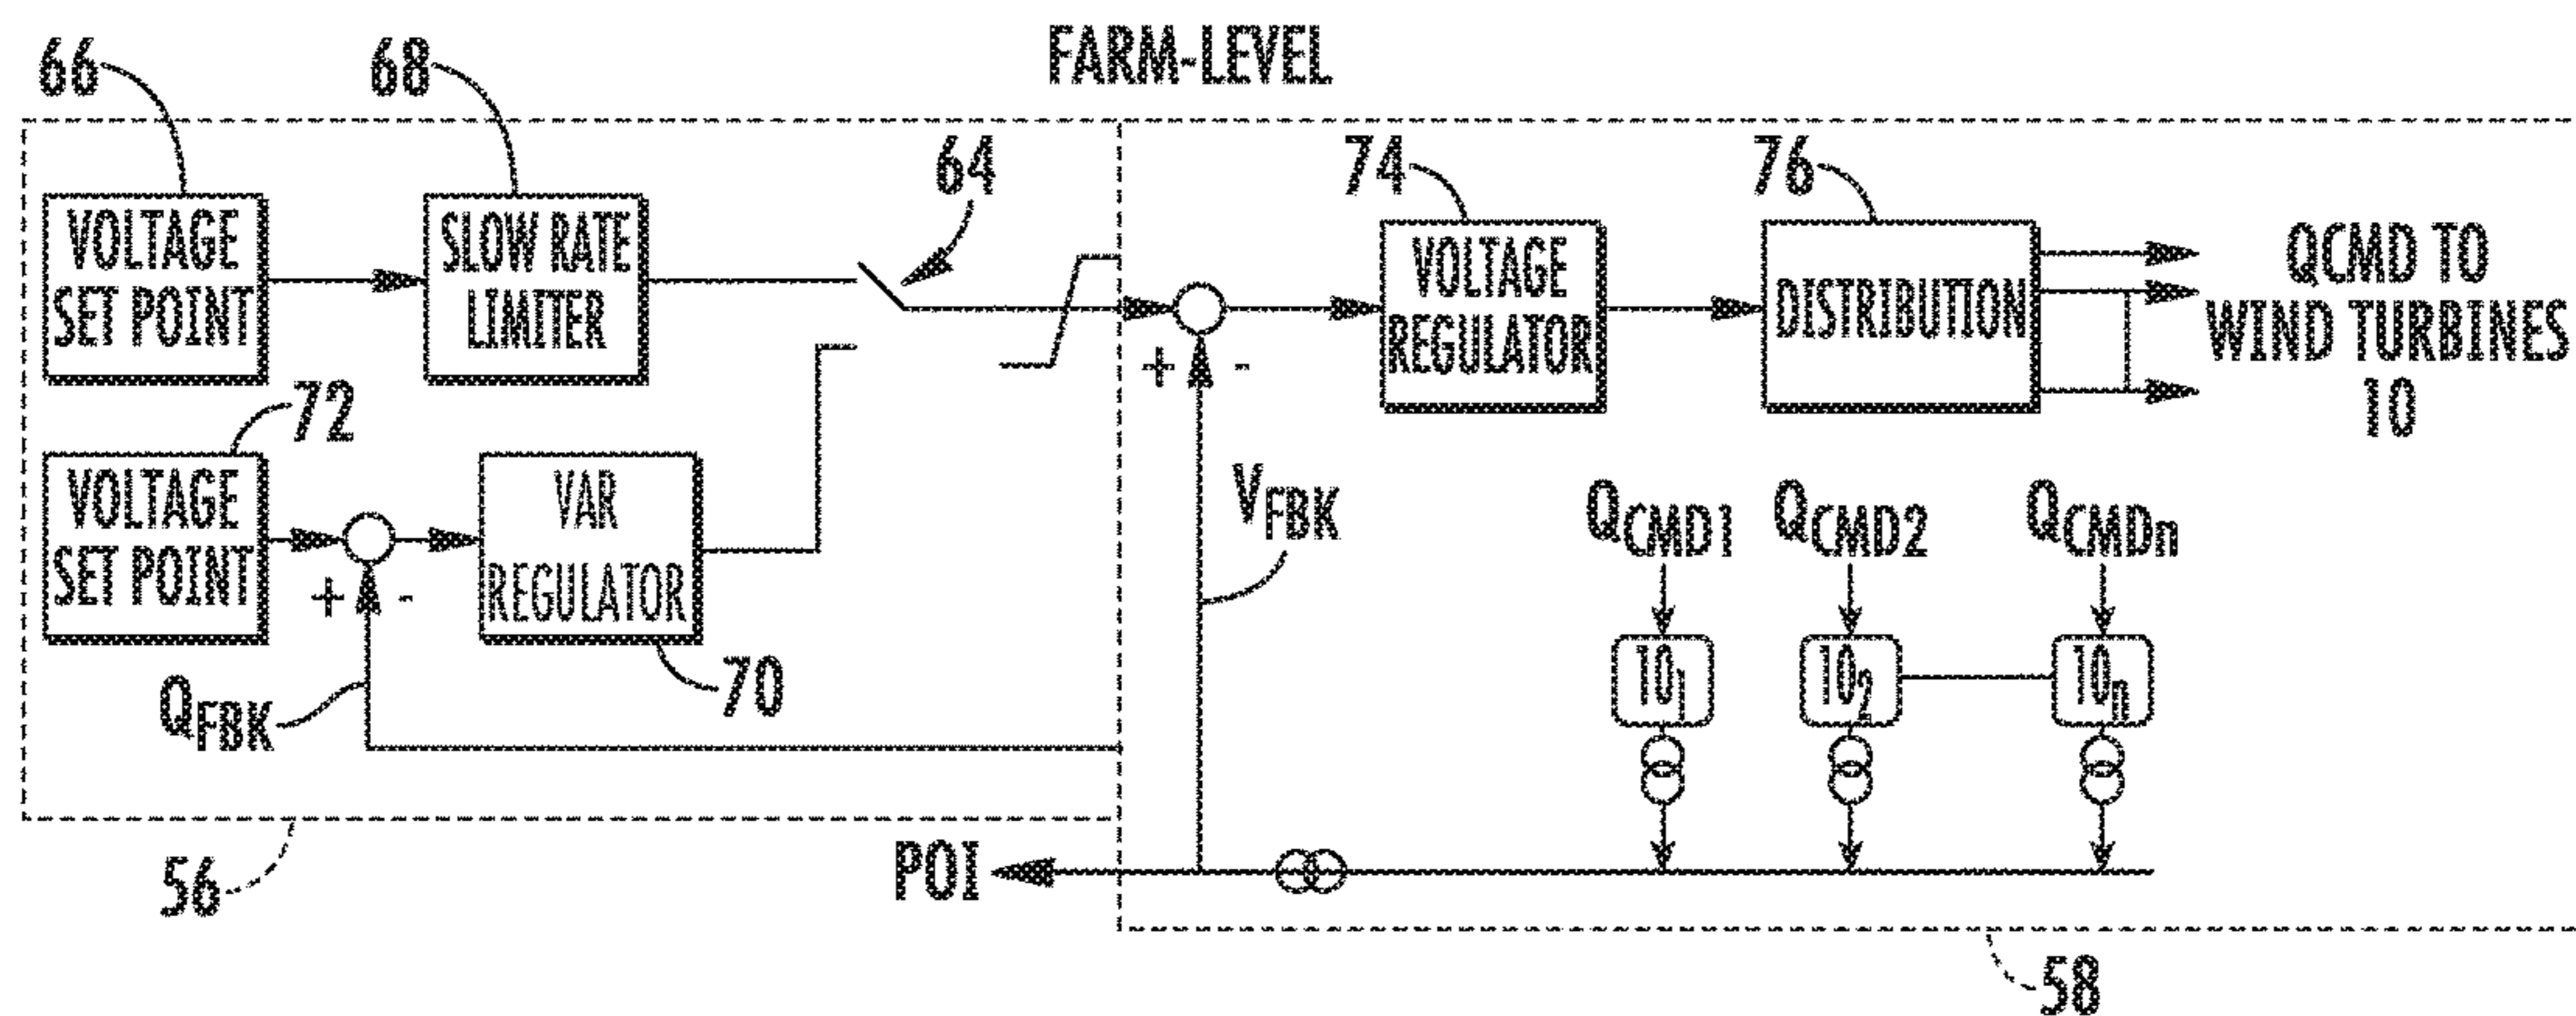 FARM-LEVEL
66
68
64
74
76
VOLTAGE
SET POINT
SLOW RATE
LIMITER
VOLTAGE
REGULATOR
DISTRIBUTION
QCMD TO
WIND TURBINES
10
+ -
72
VOLTAGE
SET POINT
+ -
VAR
REGULATOR
70
QFBK
VFBK
QCMD1 QCMD2 QCMDn
101 102 10n
POI
56
58